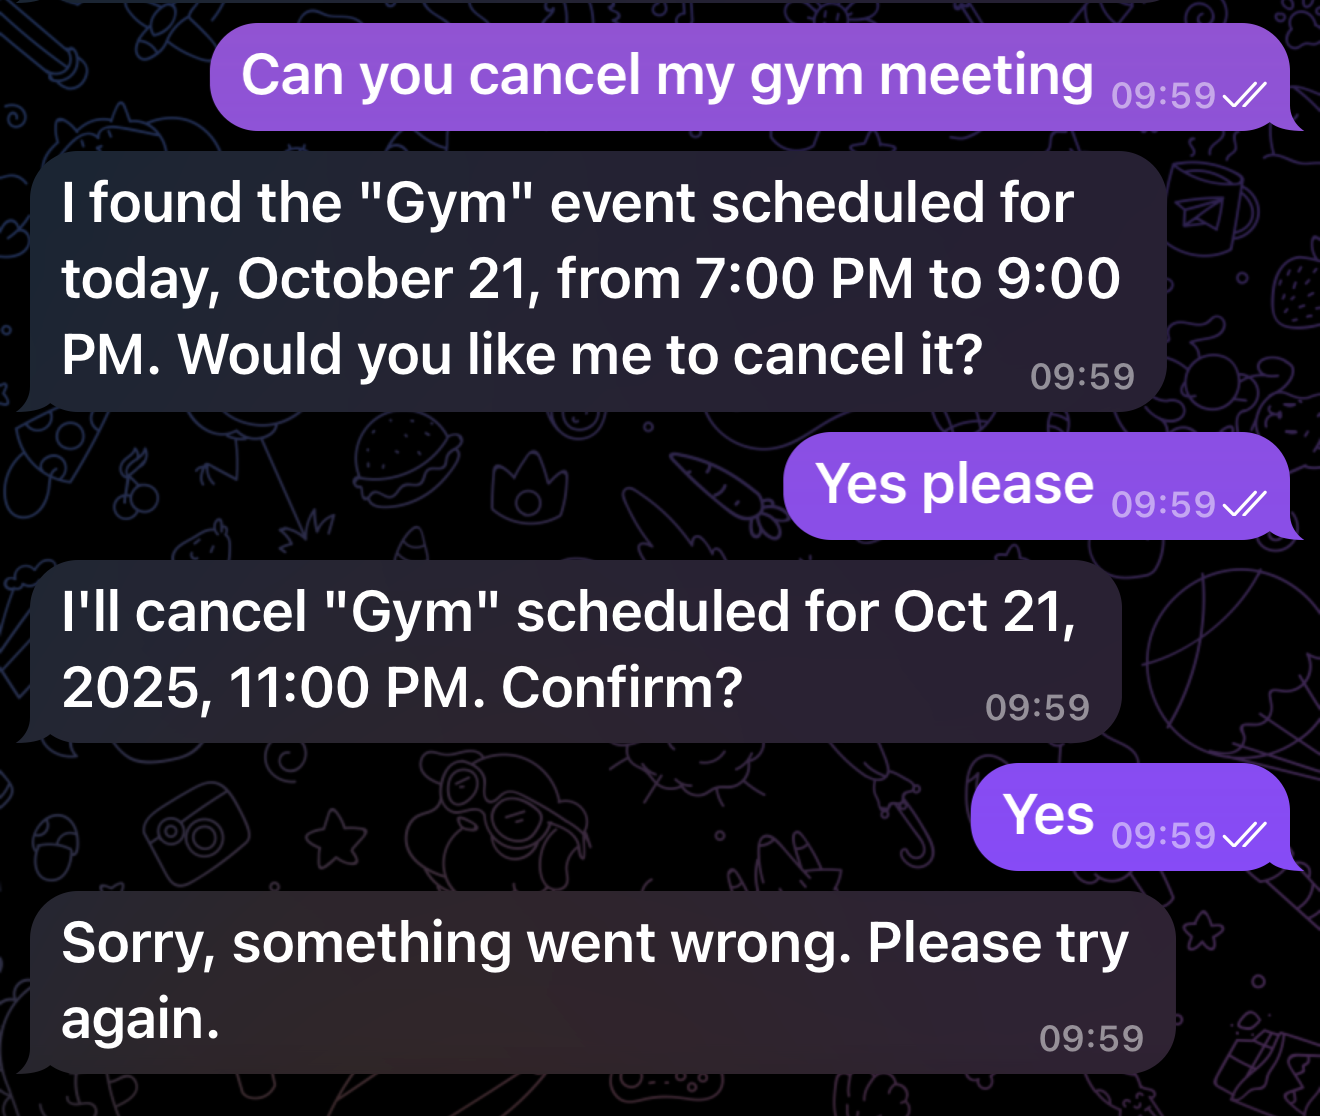 Can you cancel my gym meeting 09:59
I found the "Gym" event scheduled for
today, October 21, from 7:00 PM to 9:00
PM. Would you like me to cancel it? 09:59
Yes please 09:59
I'll cancel "Gym" scheduled for Oct 21,
2025, 11:00 PM. Confirm? 09:59
Yes 09:59
Sorry, something went wrong. Please try
again. 09:59